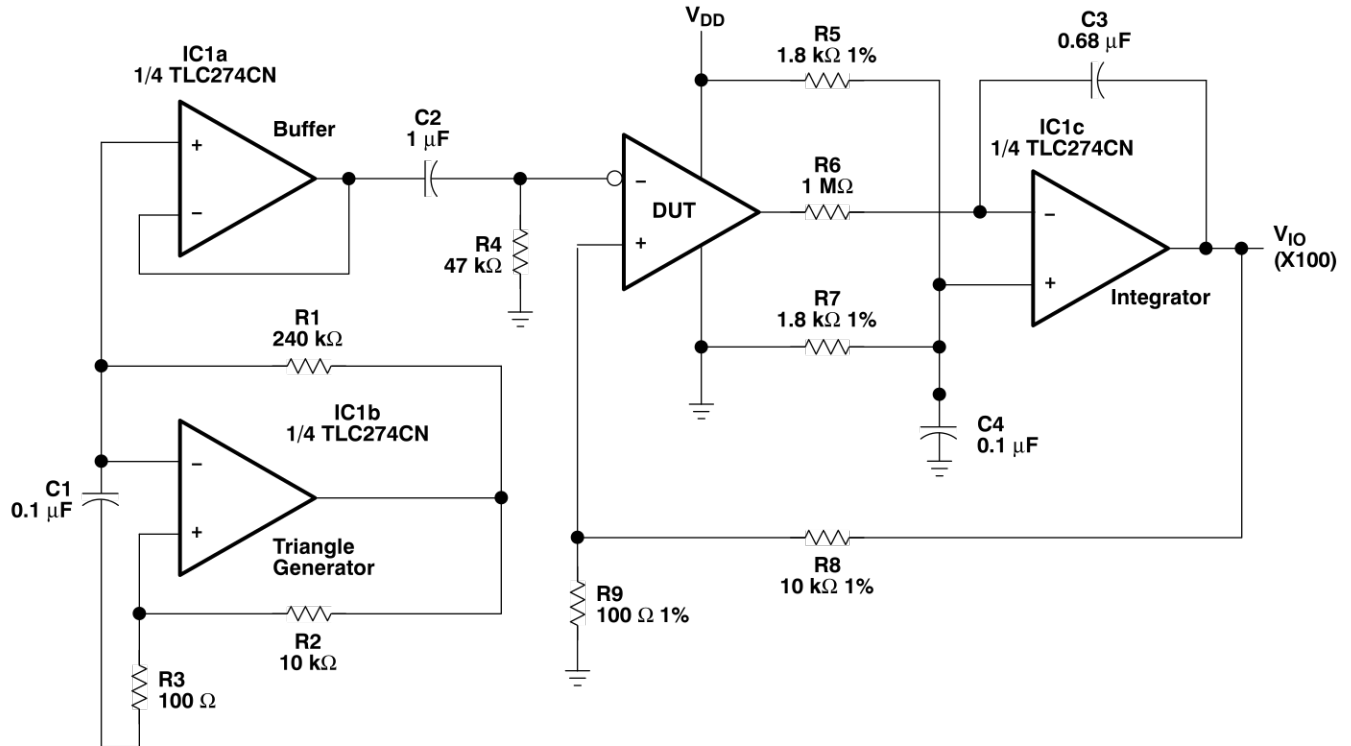 IC1a
1/4 TLC274CN
+
−
Buffer
C2
1 μF
R4
47 kΩ
R1
240 kΩ
IC1b
1/4 TLC274CN
−
+
Triangle
Generator
C1
0.1 μF
R2
10 kΩ
R3
100 Ω
VDD
R5
1.8 kΩ 1%
C3
0.68 μF
−
DUT
+
R6
1 MΩ
IC1c
1/4 TLC274CN
−
+
Integrator
VIO
(X100)
R7
1.8 kΩ 1%
C4
0.1 μF
R8
10 kΩ 1%
R9
100 Ω 1%